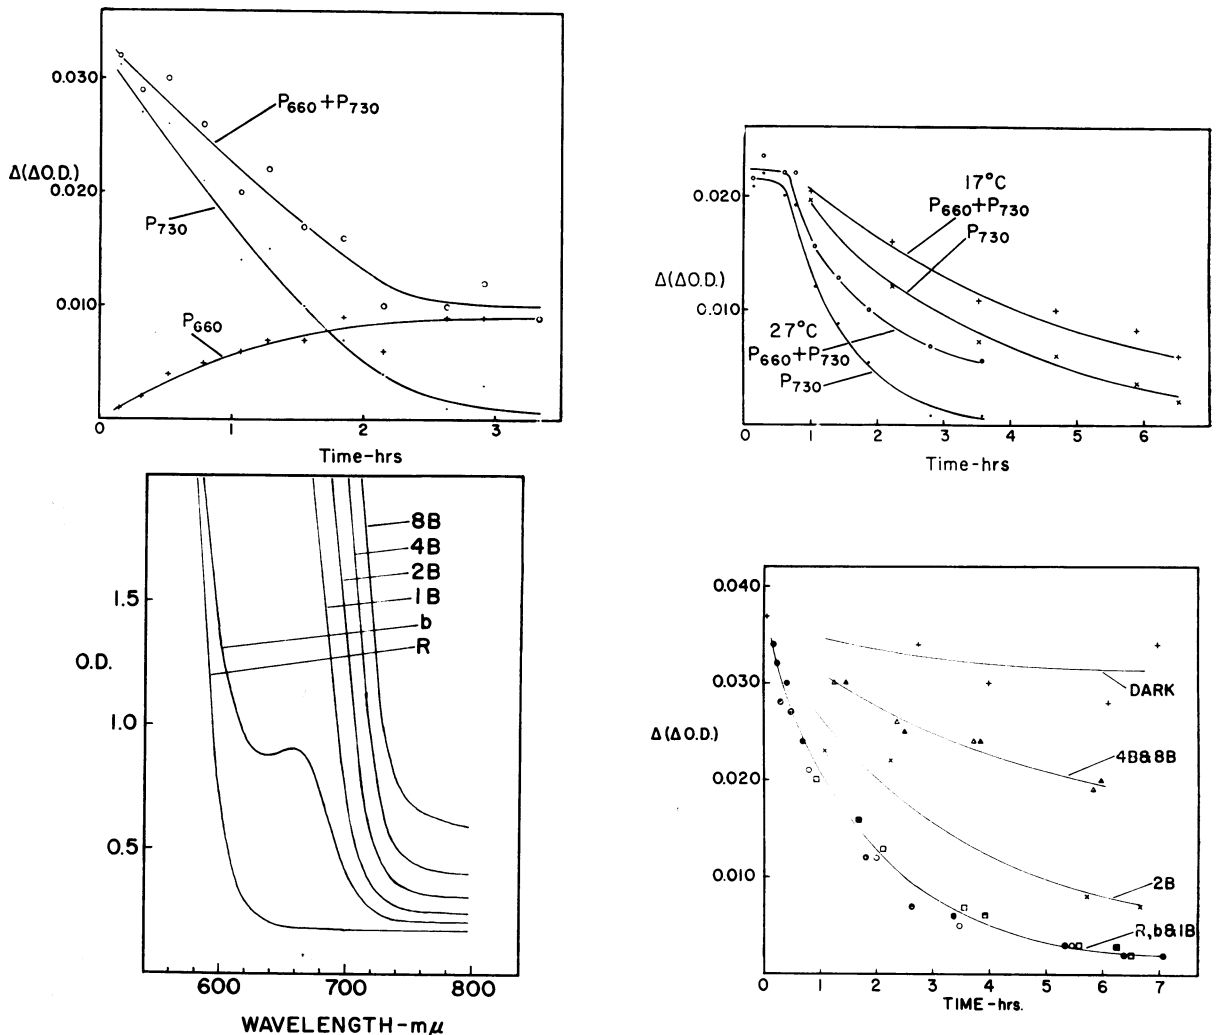 0.030
P660+P730
Δ(ΔO.D.)
0.020
P730
0.010
P660
0 1 2 3
Time-hrs
0.020
17°C
P660+P730
P730
Δ(ΔO.D.)
0.010
27°C
P660+P730
P730
0 1 2 3 4 5 6 7
Time-hrs
8B
4B
2B
1B
b
R
1.5
O.D.
1.0
0.5
600 700 800
WAVELENGTH-mμ
0.040
0.030
DARK
Δ(ΔO.D.)
4B&8B
0.020
0.010
2B
R,b&1B
0 1 2 3 4 5 6 7
TIME-hrs.